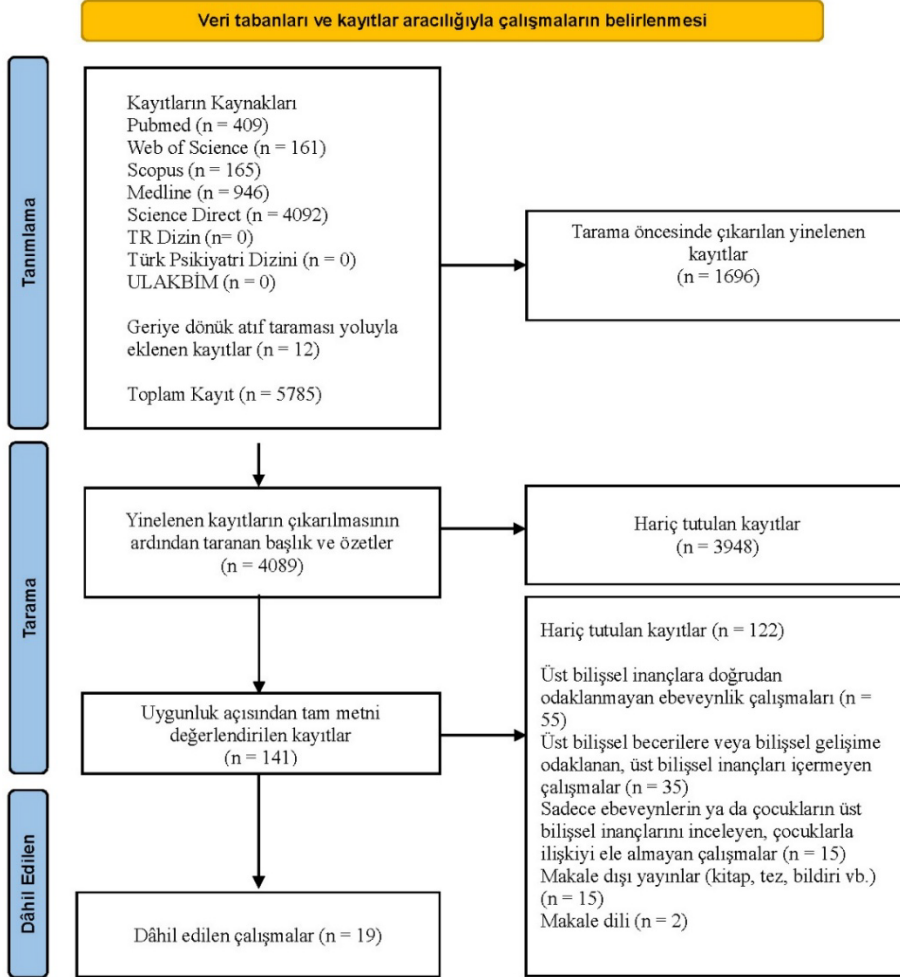 Veri tabanları ve kayıtlar aracılığıyla çalışmaların belirlenmesi
Tanımlama
Kayıtların Kaynakları
Pubmed (n = 409)
Web of Science (n = 161)
Scopus (n = 165)
Medline (n = 946)
Science Direct (n = 4092)
TR Dizin (n= 0)
Türk Psikiyatri Dizini (n = 0)
ULAKBİM (n = 0)
Geriye dönük atıf taraması yoluyla
eklenen kayıtlar (n = 12)
Toplam Kayıt (n = 5785)
Tarama öncesinde çıkarılan yinelenen
kayıtlar
(n = 1696)
Tarama
Yinelenen kayıtların çıkarılmasının
ardından taranan başlık ve özetler
(n = 4089)
Hariç tutulan kayıtlar
(n = 3948)
Uygunluk açısından tam metni
değerlendirilen kayıtlar
(n = 141)
Hariç tutulan kayıtlar (n = 122)
Üst bilişsel inançlara doğrudan
odaklanmayan ebeveynlik çalışmaları (n =
55)
Üst bilişsel becerilere veya bilişsel gelişime
odaklanan, üst bilişsel inançları içermeyen
çalışmalar (n = 35)
Sadece ebeveynlerin ya da çocukların üst
bilişsel inançlarını inceleyen, çocuklarla
ilişkiyi ele almayan çalışmalar (n = 15)
Makale dışı yayınlar (kitap, tez, bildiri vb.)
(n = 15)
Makale dili (n = 2)
Dâhil Edilen
Dâhil edilen çalışmalar (n = 19)